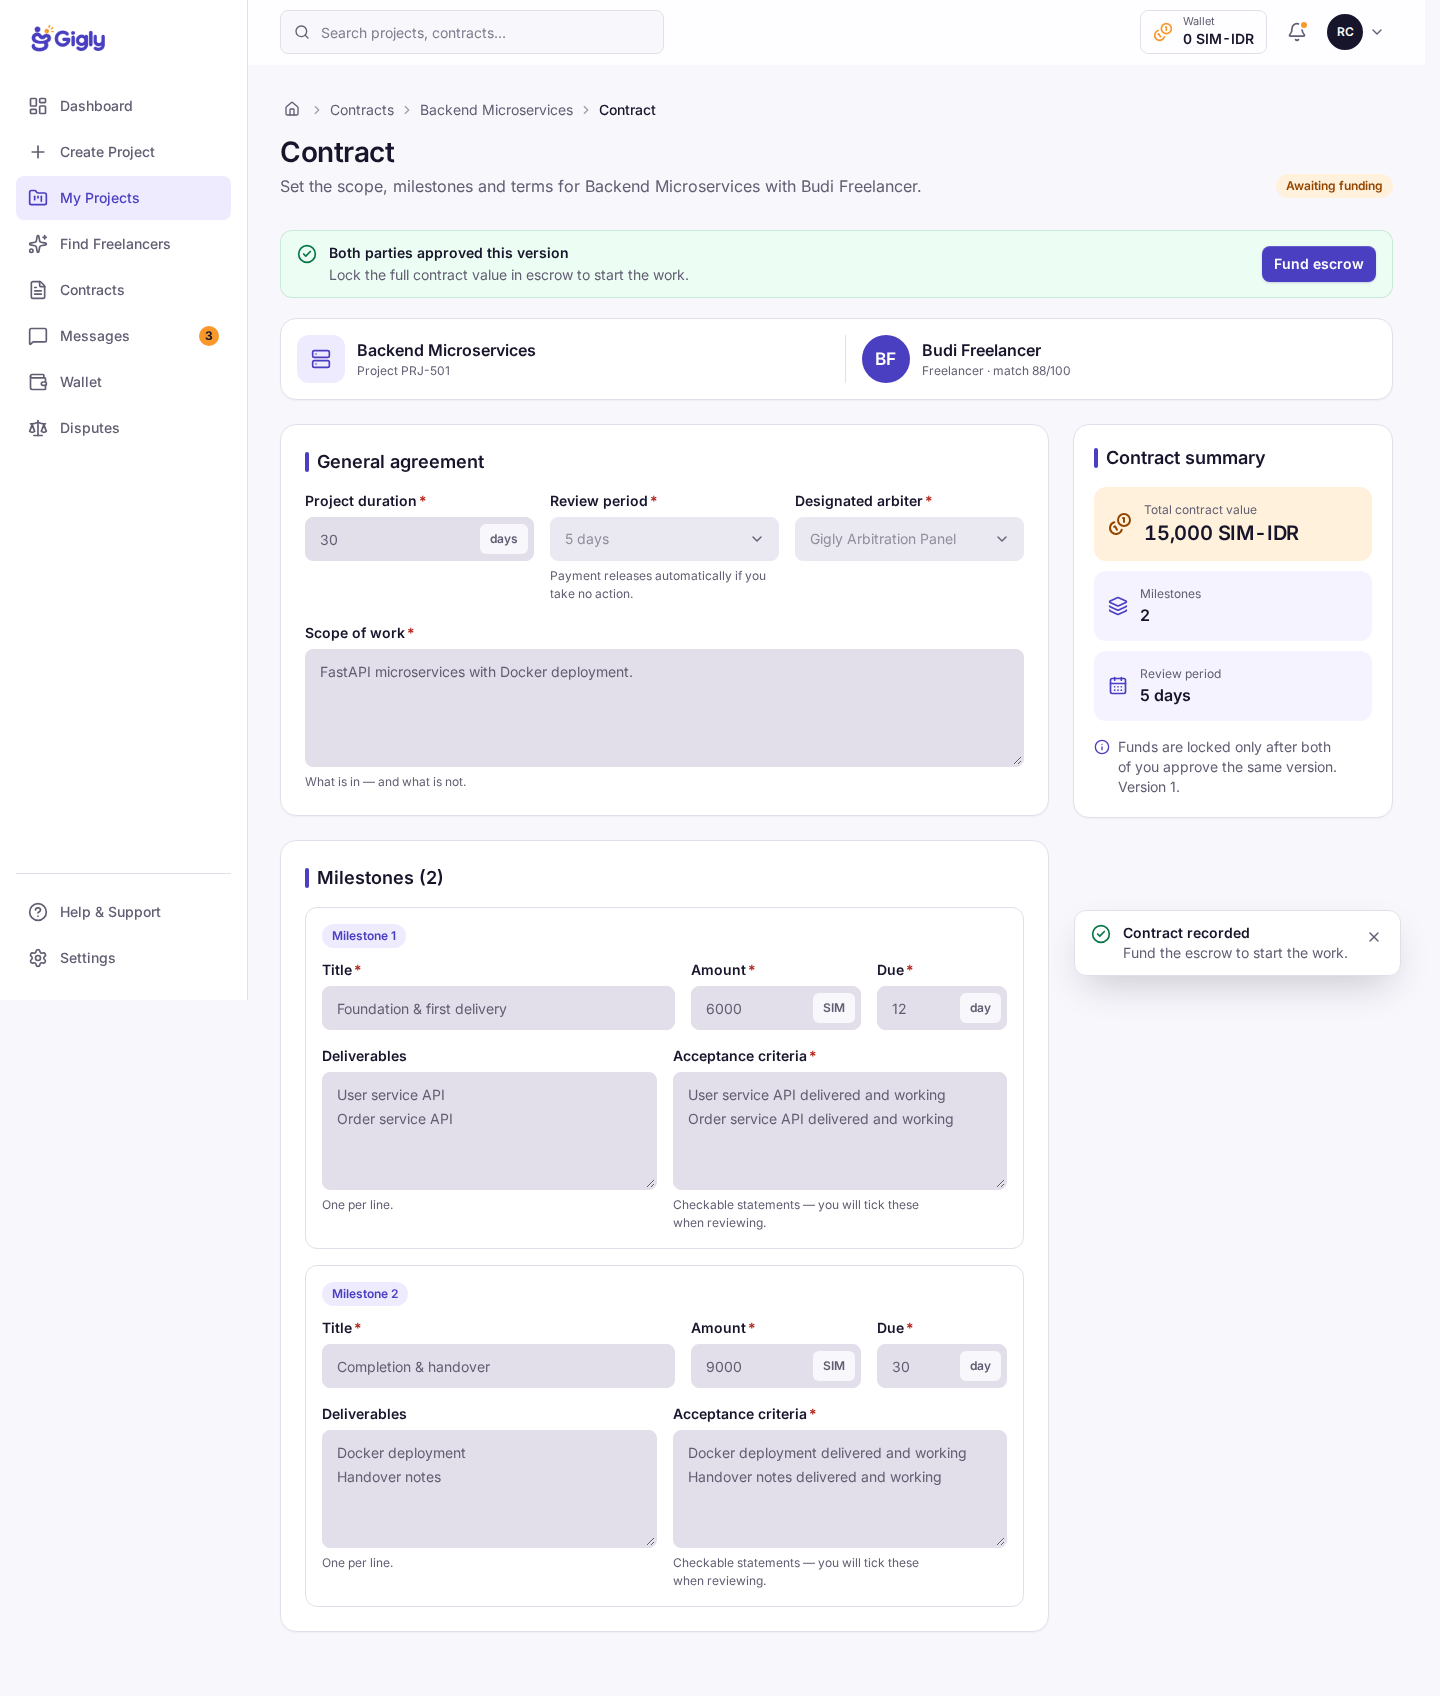 Gigly
Search projects, contracts...
Wallet
0 SIM-IDR
RC
Dashboard
Create Project
My Projects
Find Freelancers
Contracts
Messages
3
Wallet
Disputes
Help & Support
Settings
Contracts
Backend Microservices
Contract
Contract
Set the scope, milestones and terms for Backend Microservices with Budi Freelancer.
Awaiting funding
Both parties approved this version
Lock the full contract value in escrow to start the work.
Fund escrow
Backend Microservices
Project PRJ-501
BF
Budi Freelancer
Freelancer · match 88/100
General agreement
Project duration*
30
days
Review period*
5 days
Payment releases automatically if you
take no action.
Designated arbiter*
Gigly Arbitration Panel
Scope of work*
FastAPI microservices with Docker deployment.
What is in — and what is not.
Contract summary
Total contract value
15,000 SIM-IDR
Milestones
2
Review period
5 days
Funds are locked only after both
of you approve the same version.
Version 1.
Milestones (2)
Milestone 1
Title*
Foundation & first delivery
Amount*
6000
SIM
Due*
12
day
Deliverables
User service API
Order service API
One per line.
Acceptance criteria*
User service API delivered and working
Order service API delivered and working
Checkable statements — you will tick these
when reviewing.
Contract recorded
Fund the escrow to start the work.
Milestone 2
Title*
Completion & handover
Amount*
9000
SIM
Due*
30
day
Deliverables
Docker deployment
Handover notes
One per line.
Acceptance criteria*
Docker deployment delivered and working
Handover notes delivered and working
Checkable statements — you will tick these
when reviewing.